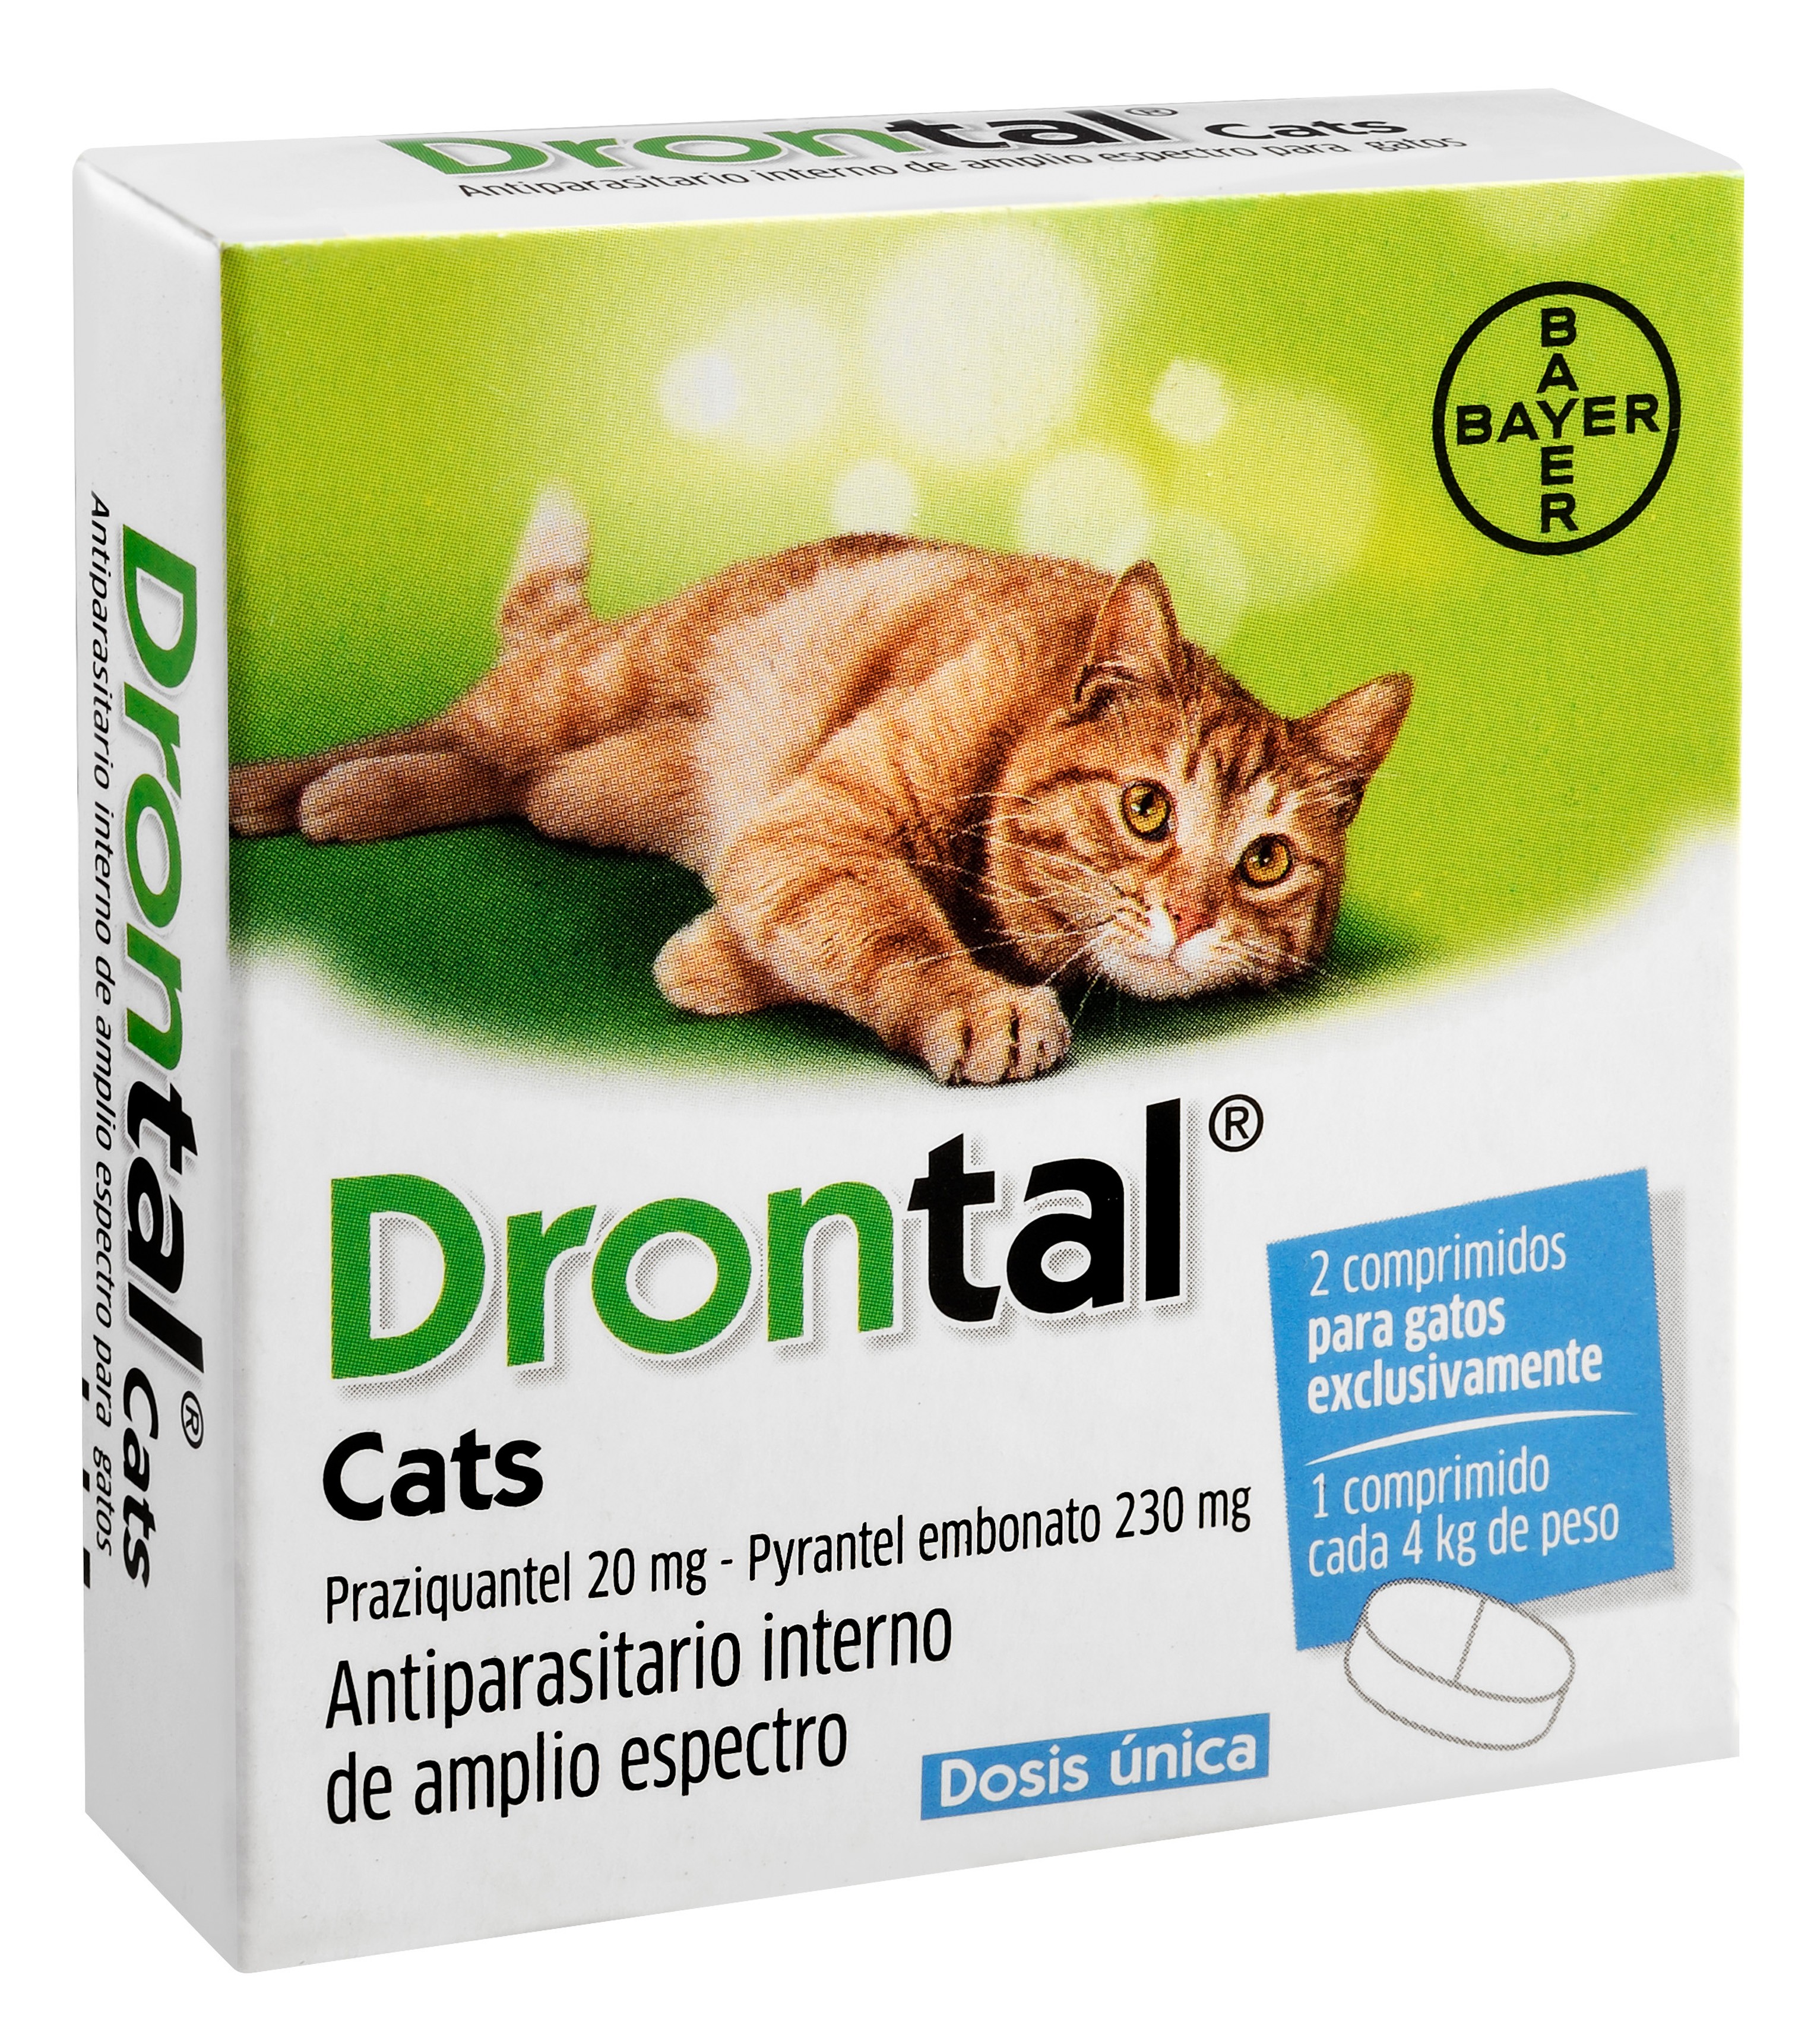 Drontal® Cats
Antiparasitario interno de amplio espectro para gatos
BAYER
BAYER
Drontal® Cats
Antiparasitario interno de amplio espectro para gatos
Drontal®
Cats
Praziquantel 20 mg - Pyrantel embonato 230 mg
Antiparasitario interno
de amplio espectro
Dosis única
2 comprimidos
para gatos
exclusivamente
1 comprimido
cada 4 kg de peso